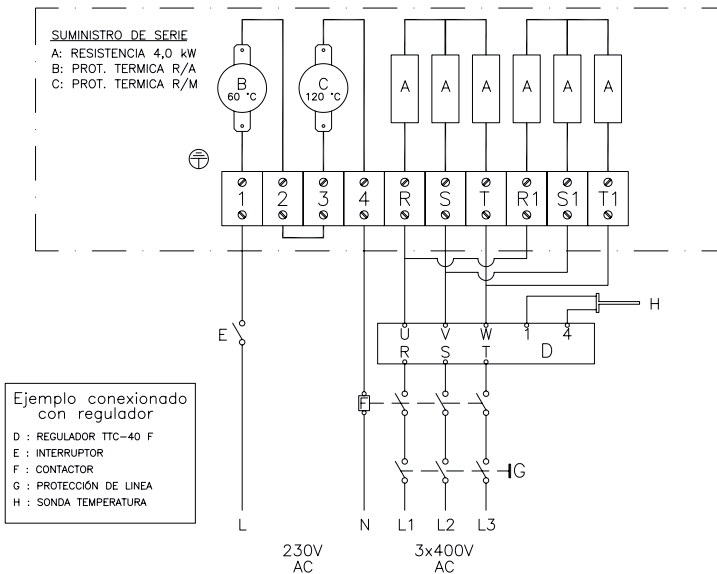 SUMINISTRO DE SERIE
A: RESISTENCIA 4,0 kW
B: PROT. TERMICA R/A
C: PROT. TERMICA R/M
B
60 °C
C
120 °C
A A A A A A
1 2 3 4 R S T R1 S1 T1
H
E
U V W 1 4
R S T D
F
G
Ejemplo conexionado
con regulador
D : REGULADOR TTC-40 F
E : INTERRUPTOR
F : CONTACTOR
G : PROTECCIÓN DE LINEA
H : SONDA TEMPERATURA
L N L1 L2 L3
230V
AC
3x400V
AC